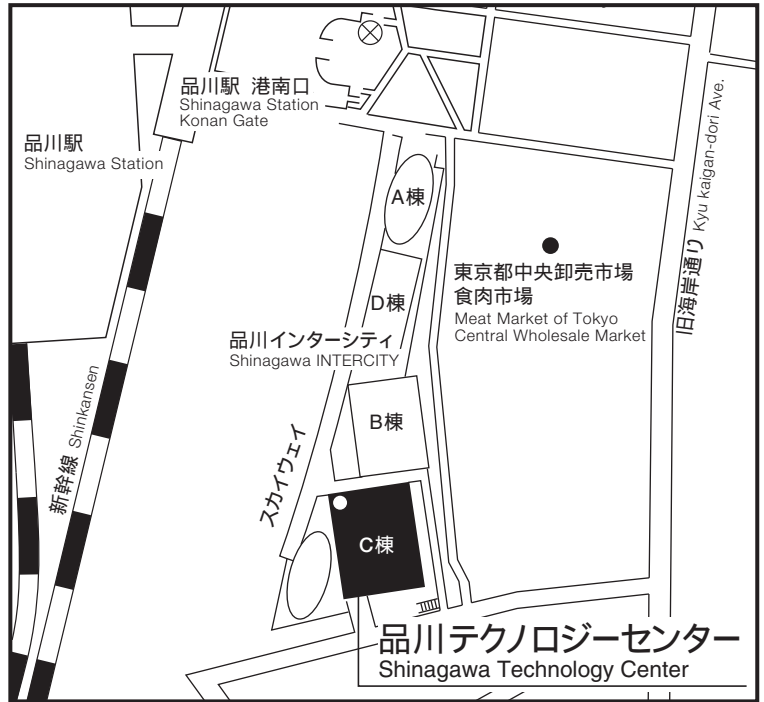 品川駅 港南口
Shinagawa Station
Konan Gate
品川駅
Shinagawa Station
A棟
東京都中央卸売市場
食肉市場
Meat Market of Tokyo
Central Wholesale Market
旧海岸通り Kyu kaigan-dori Ave.
D棟
品川インターシティ
Shinagawa INTERCITY
B棟
新幹線 Shinkansen
スカイウェイ
C棟
品川テクノロジーセンター
Shinagawa Technology Center